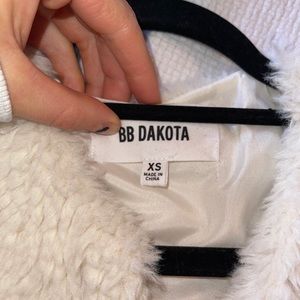 BB DAKOTA
XS
MADE IN
CHINA